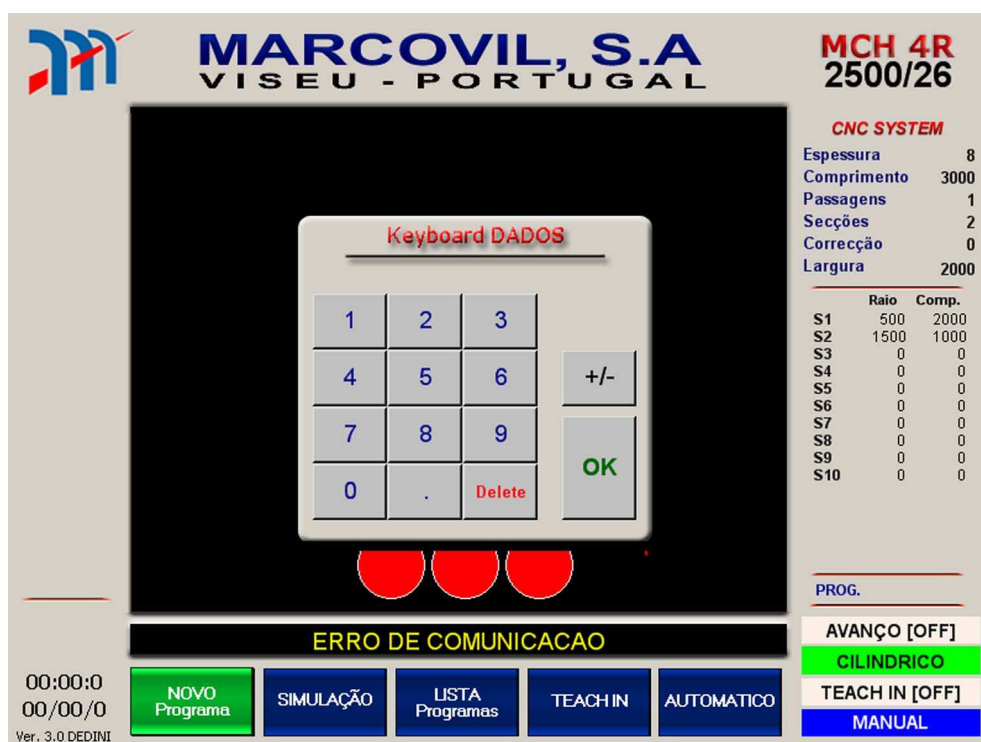 MARCOVIL, S.A
VISEU - PORTUGAL
MCH 4R
2500/26
CNC SYSTEM
Espessura 8
Comprimento 3000
Passagens 1
Secções 2
Correcção 0
Largura 2000
Raio Comp.
S1 500 2000
S2 1500 1000
S3 0 0
S4 0 0
S5 0 0
S6 0 0
S7 0 0
S8 0 0
S9 0 0
S10 0 0
Keyboard DADOS
1 2 3
4 5 6 +/-
7 8 9
OK
0 . Delete
PROG.
ERRO DE COMUNICACAO
AVANÇO [OFF]
CILINDRICO
TEACH IN [OFF]
MANUAL
00:00:0
00/00/0
Ver. 3.0 DEDINI
NOVO
Programa
SIMULAÇÃO
LISTA
Programas
TEACH IN
AUTOMATICO